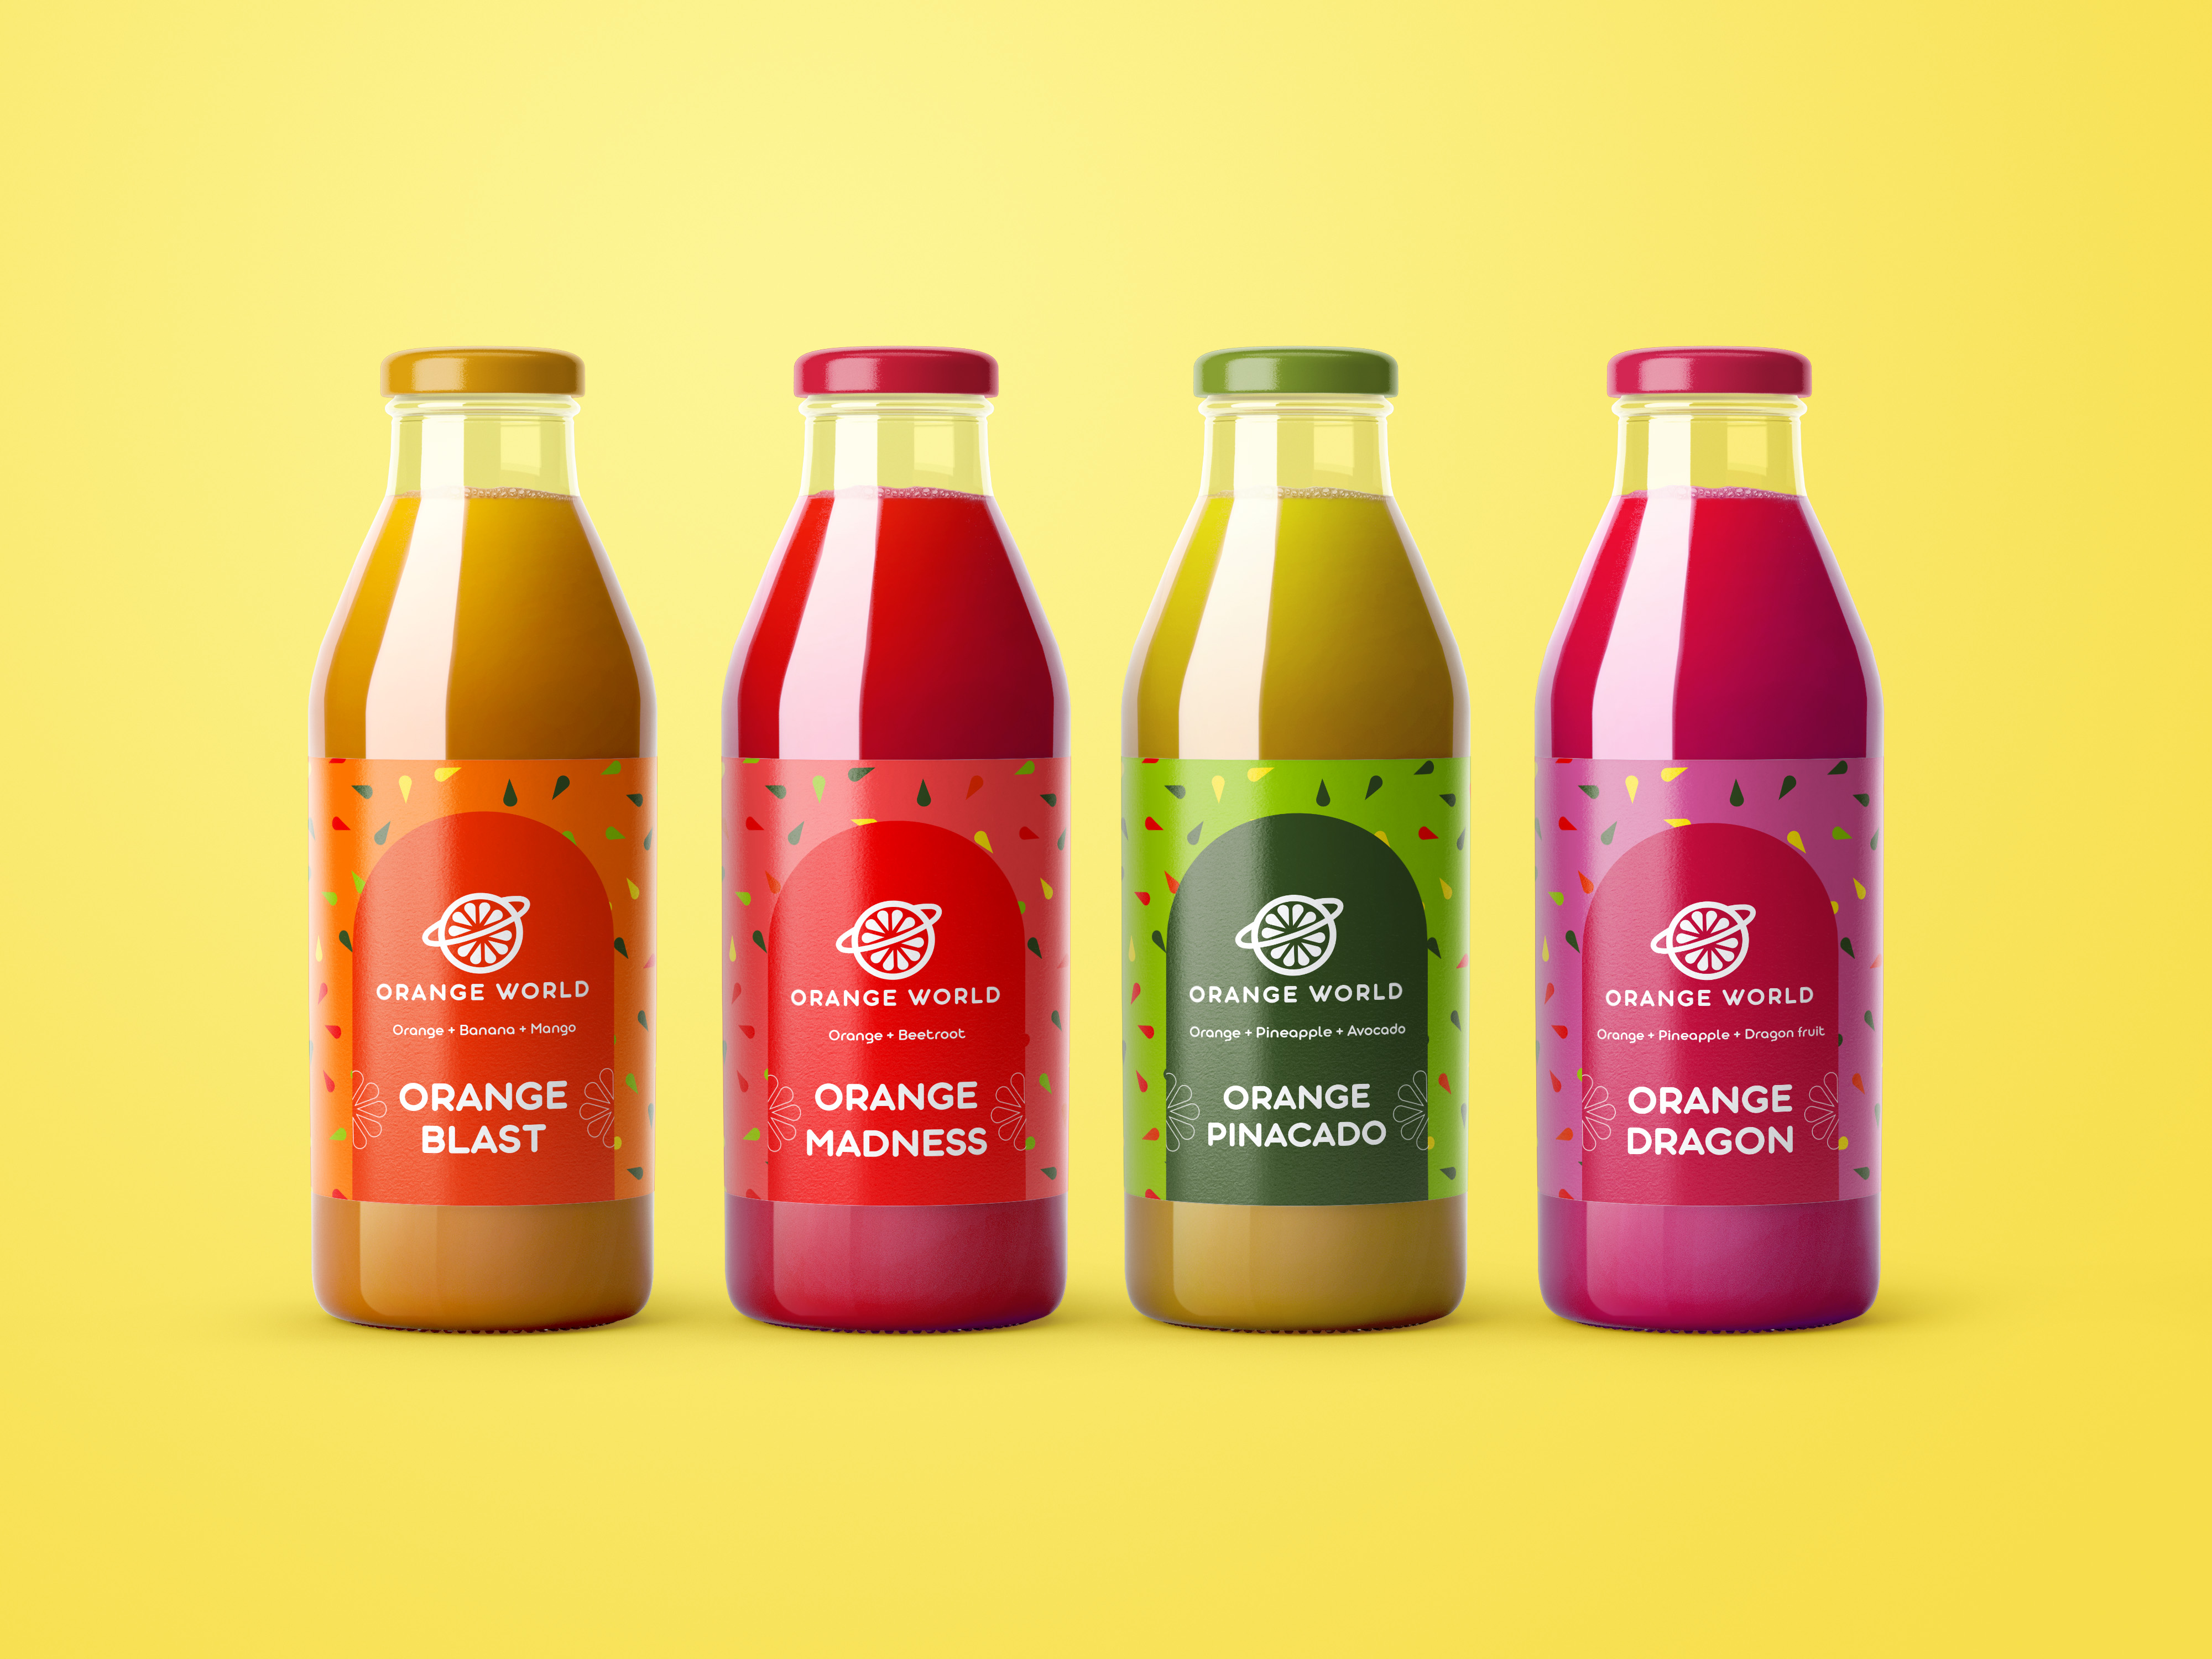 ORANGE WORLD
Orange + Banana + Mango
ORANGE
BLAST
ORANGE WORLD
Orange + Beetroot
ORANGE
MADNESS
ORANGE WORLD
Orange + Pineapple + Avocado
ORANGE
PINACADO
ORANGE WORLD
Orange + Pineapple + Dragon fruit
ORANGE
DRAGON